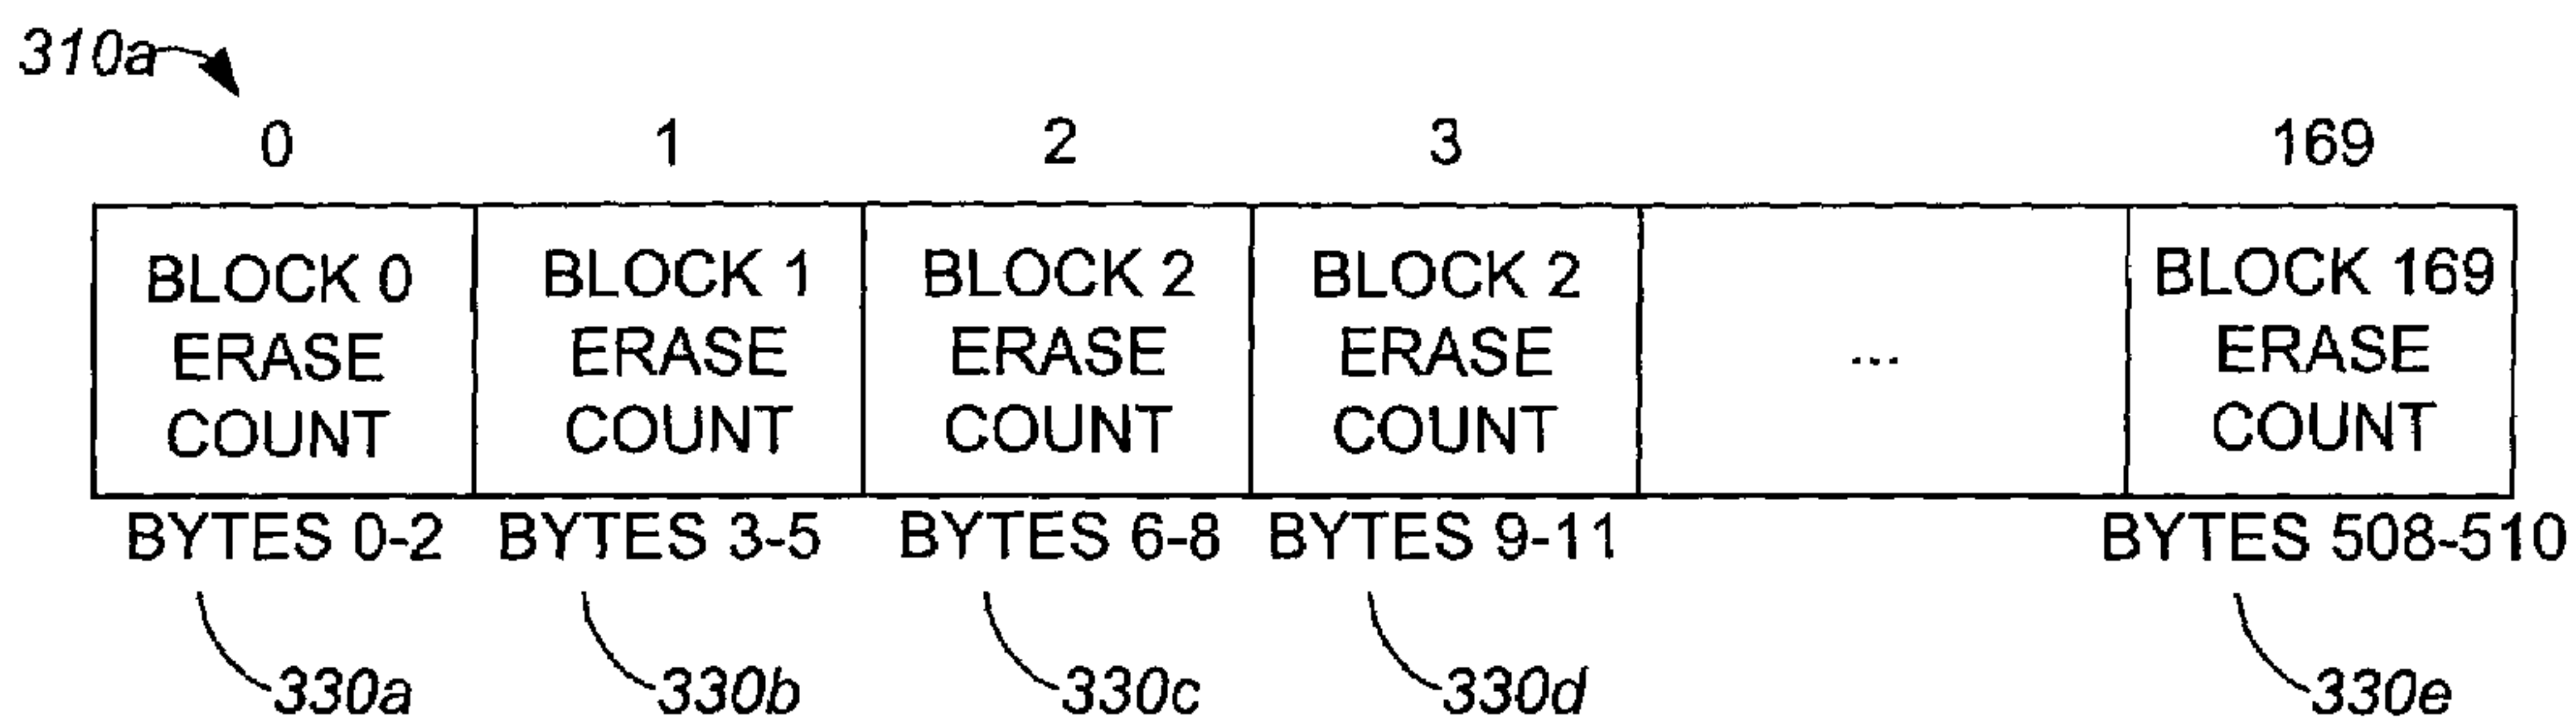 310a
0 1 2 3 169
BLOCK 0 BLOCK 1 BLOCK 2 BLOCK 2 BLOCK 169
ERASE ERASE ERASE ERASE ... ERASE
COUNT COUNT COUNT COUNT COUNT
BYTES 0-2 BYTES 3-5 BYTES 6-8 BYTES 9-11 BYTES 508-510
330a 330b 330c 330d 330e